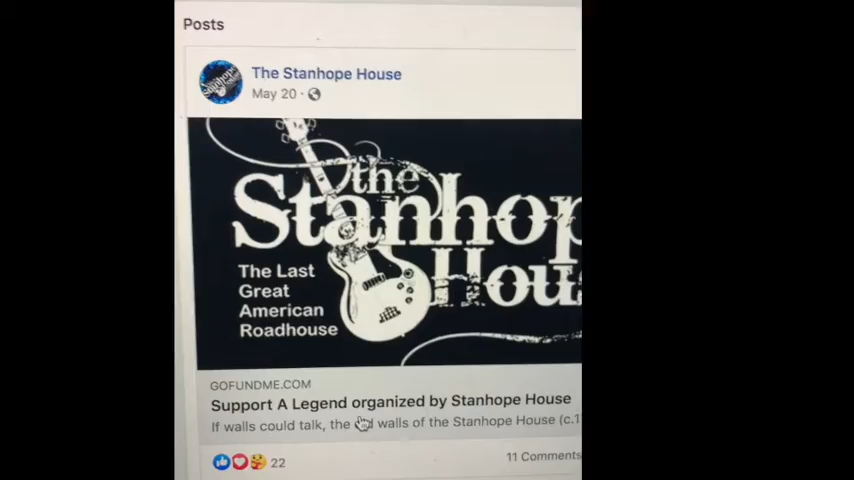 Posts
The Stanhope House
May 20
the
Stanhop
Hou
The Last
Great
American
Roadhouse
GOFUNDME.COM
Support A Legend organized by Stanhope House
If walls could talk, the walls of the Stanhope House (c.1
22
11 Comments